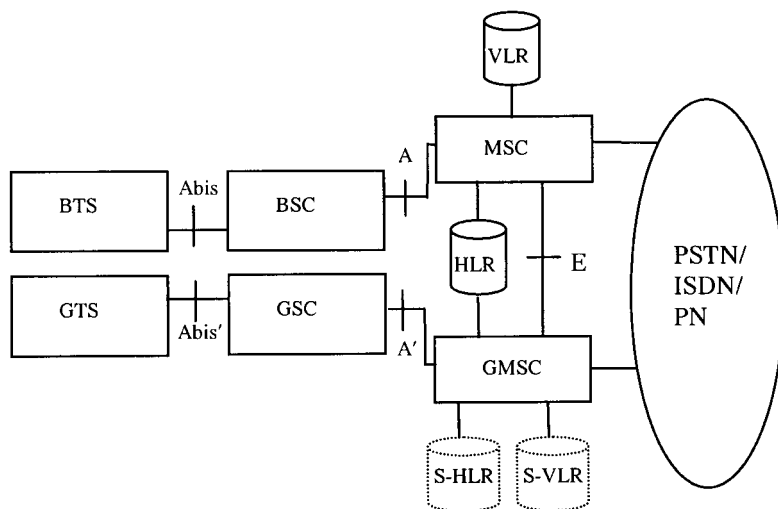 VLR
A
MSC
BTS
Abis
BSC
HLR
E
PSTN/
ISDN/
PN
GTS
Abis'
GSC
A'
GMSC
S-HLR
S-VLR